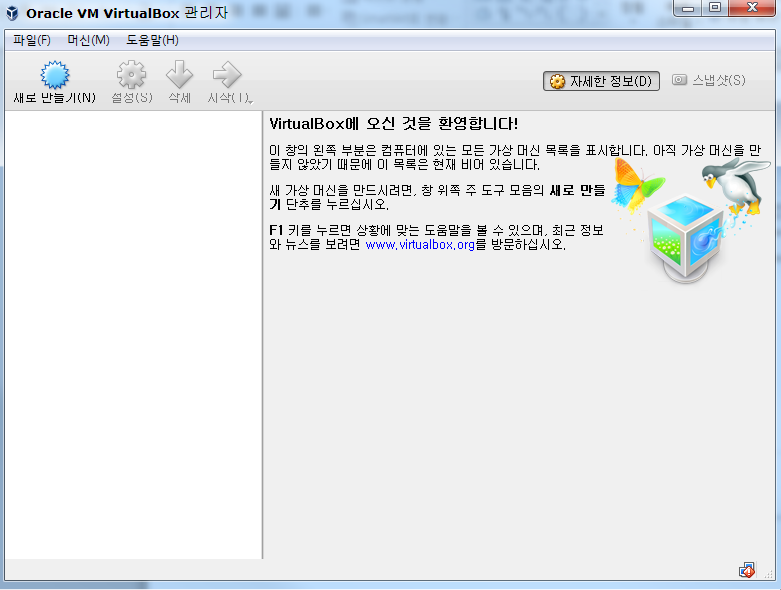 Oracle VM VirtualBox 관리자
파일(F) 머신(M) 도움말(H)
새로 만들기(N) 설정(S) 삭제 시작(T) 자세한 정보(D) 스냅샷(S)
VirtualBox에 오신 것을 환영합니다!
이 창의 왼쪽 부분은 컴퓨터에 있는 모든 가상 머신 목록을 표시합니다. 아직 가상 머신을 만
들지 않았기 때문에 이 목록은 현재 비어 있습니다.
새 가상 머신을 만드시려면, 창 위쪽 주 도구 모음의 새로 만들
기 단추를 누르십시오.
F1 키를 누르면 상황에 맞는 도움말을 볼 수 있으며, 최근 정보
와 뉴스를 보려면 www.virtualbox.org를 방문하십시오.